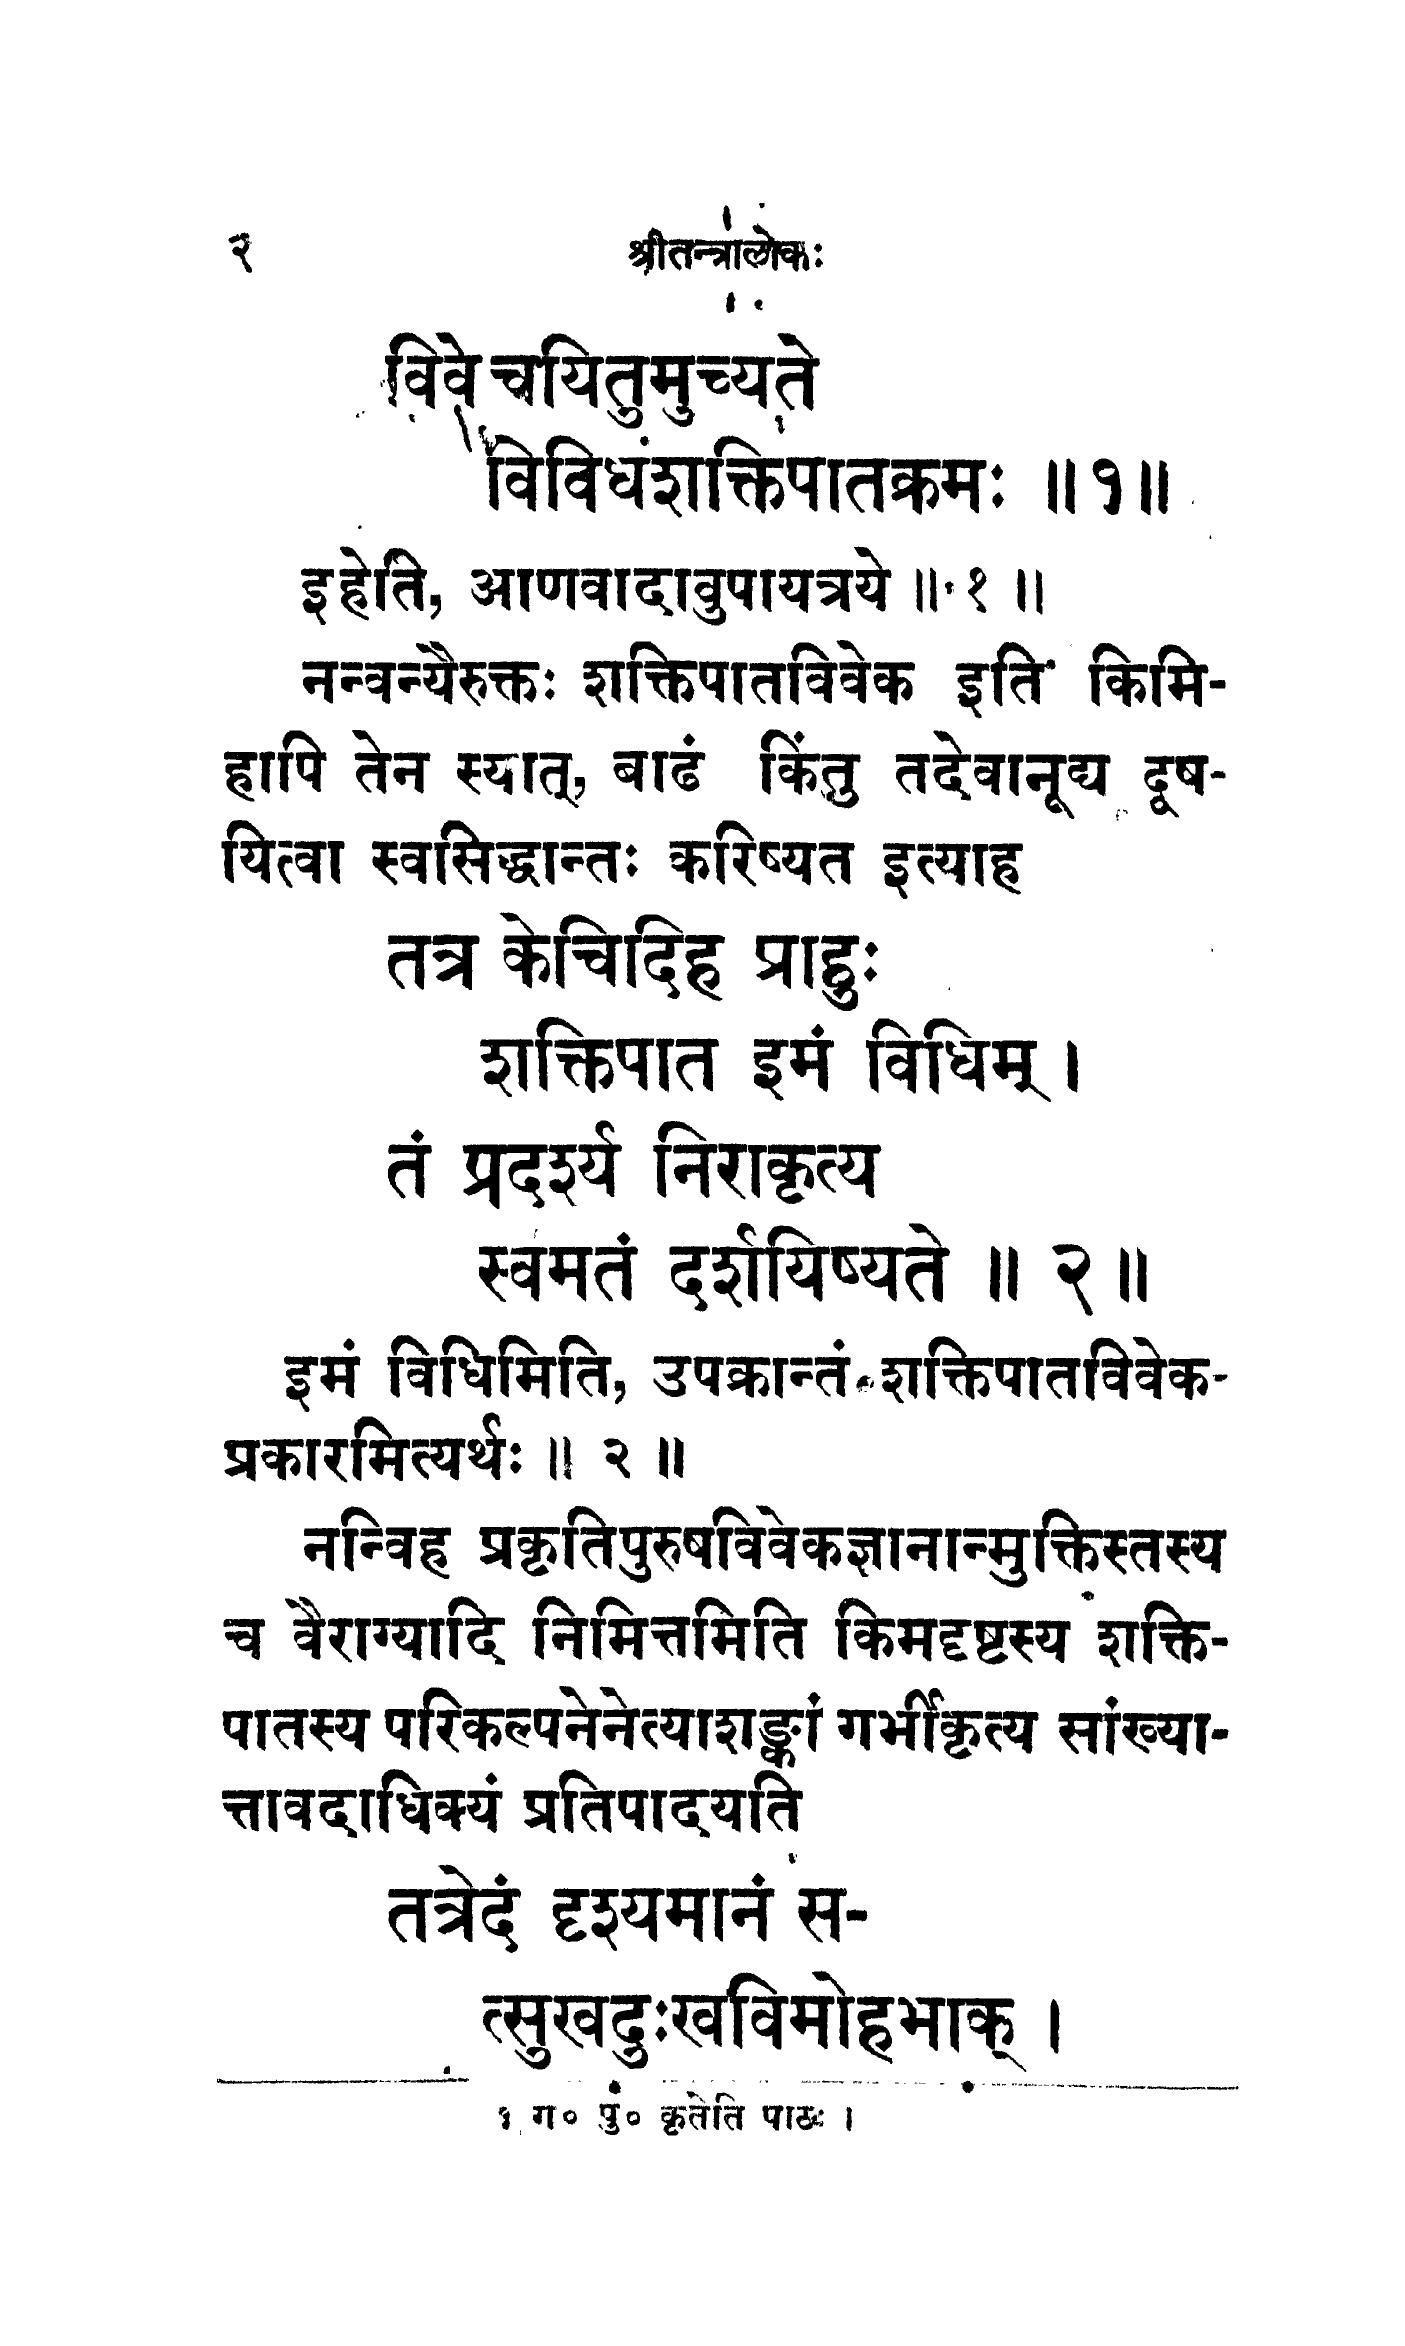 २ श्रीतन्त्रालोकः
विवेचयितुमुच्यते
विविधशक्तिपातक्रमः ॥ १ ॥
इहेति, आणवादावुपायत्रये ॥ १ ॥
नन्वन्यैरुक्तः शक्तिपातविवेक इति किमि-
हापि तेन स्यात्, बाढं किंतु तदेवानूद्य दूष-
यित्वा स्वसिद्धान्तः करिष्यत इत्याह
तत्र केचिदिह प्राहुः
शक्तिपात इमं विधिम् ।
तं प्रदर्श्य निराकृत्य
स्वमतं दर्शयिष्यते ॥ २ ॥
इमं विधिमिति, उपक्रान्तं शक्तिपातविवेक-
प्रकारमित्यर्थः ॥ २ ॥
नन्विह प्रकृतिपुरुषविवेकज्ञानान्मुक्तिस्तस्य
च वैराग्यादि निमित्तमिति किमदृष्टस्य शक्ति-
पातस्य परिकल्पनेनेत्याशङ्कां गर्भीकृत्य सांख्या-
त्तावदाधिक्यं प्रतिपादयति
तत्रेदं दृश्यमानं स-
त्सुखदुःखविमोहभाक् ।
१ ग० पुं० कृतेति पाठः ।